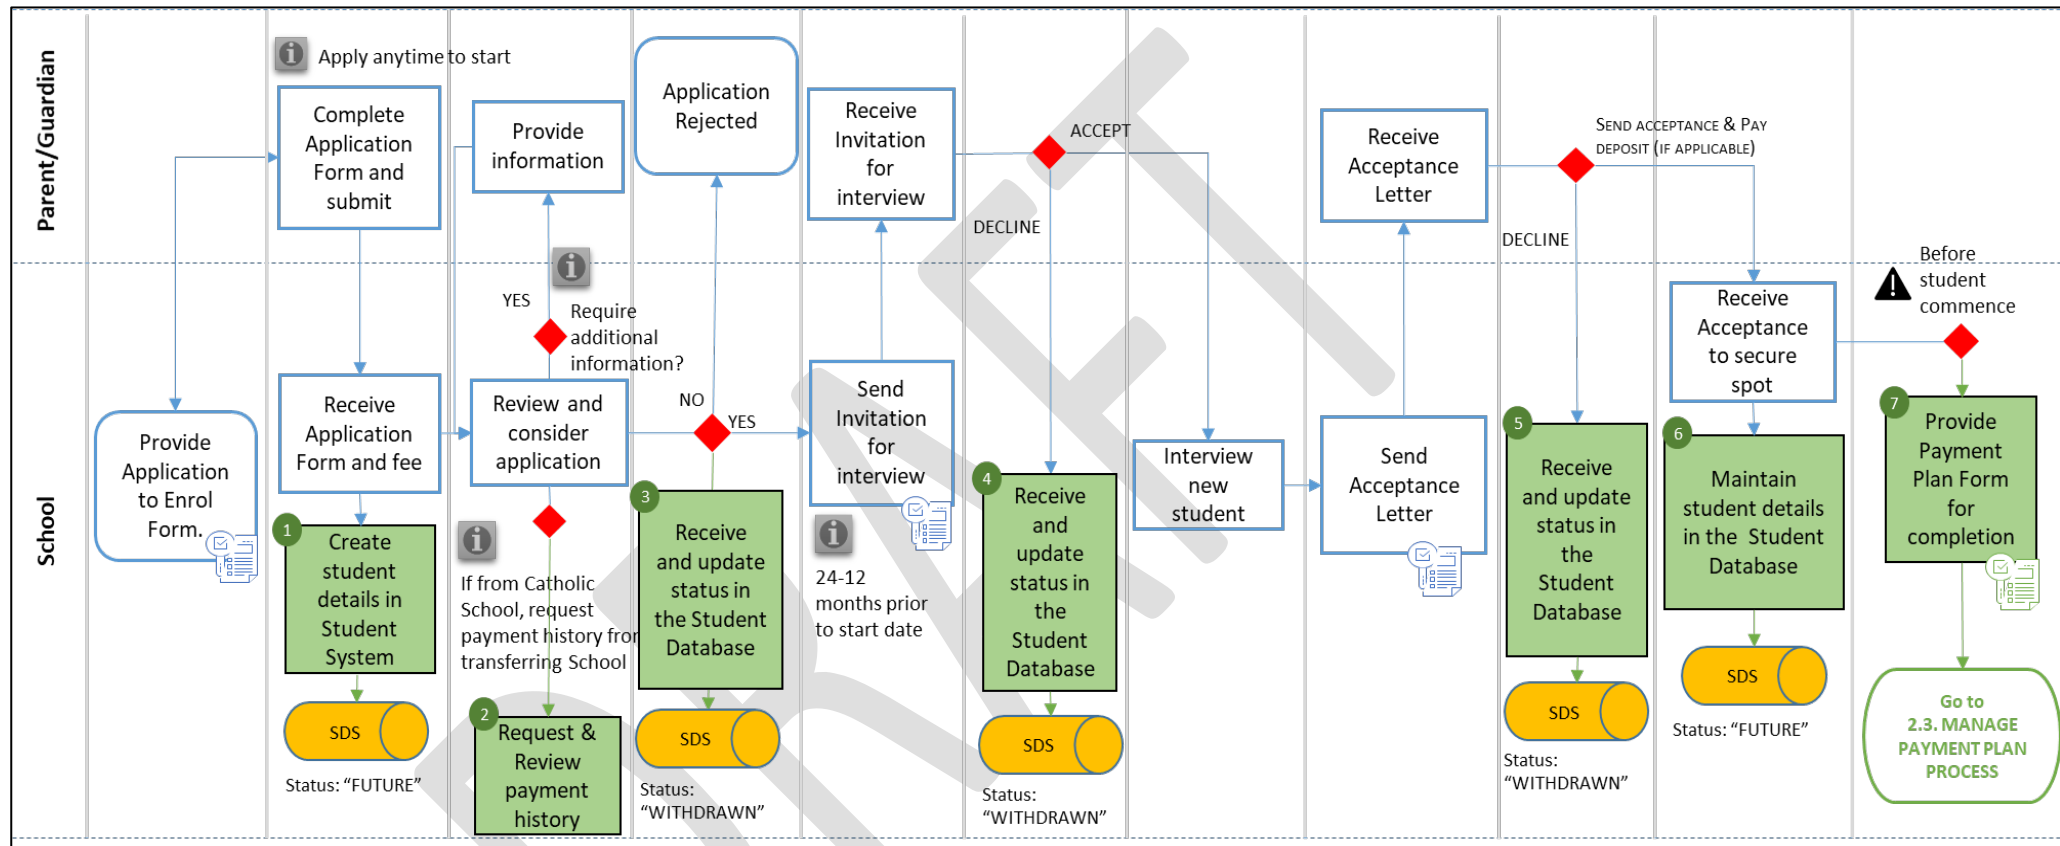 Parent/Guardian
Apply anytime to start
Complete
Application
Form and
submit
Provide
information
Application
Rejected
Receive
Invitation
for
interview
ACCEPT
DECLINE
Receive
Acceptance
Letter
SEND ACCEPTANCE & PAY
DEPOSIT (IF APPLICABLE)
DECLINE
School
Provide
Application
to Enrol
Form.
Receive
Application
Form and fee
1
Create
student
details in
Student
System
SDS
Status: “FUTURE”
YES
Require
additional
information?
Review and
consider
application
If from Catholic
School, request
payment history from
transferring School
2
Request &
Review
payment
history
NO
YES
3
Receive
and update
status in
the Student
Database
SDS
Status:
“WITHDRAWN”
Send
Invitation
for
interview
24-12
months prior
to start date
4
Receive
and
update
status in
the
Student
Database
SDS
Status:
“WITHDRAWN”
Interview
new
student
Send
Acceptance
Letter
5
Receive
and update
status in
the
Student
Database
SDS
Status:
“WITHDRAWN”
Receive
Acceptance
to secure
spot
6
Maintain
student details
in the Student
Database
SDS
Status: “FUTURE”
Before
student
commence
7
Provide
Payment
Plan Form
for
completion
Go to
2.3. MANAGE
PAYMENT PLAN
PROCESS
DRAFT